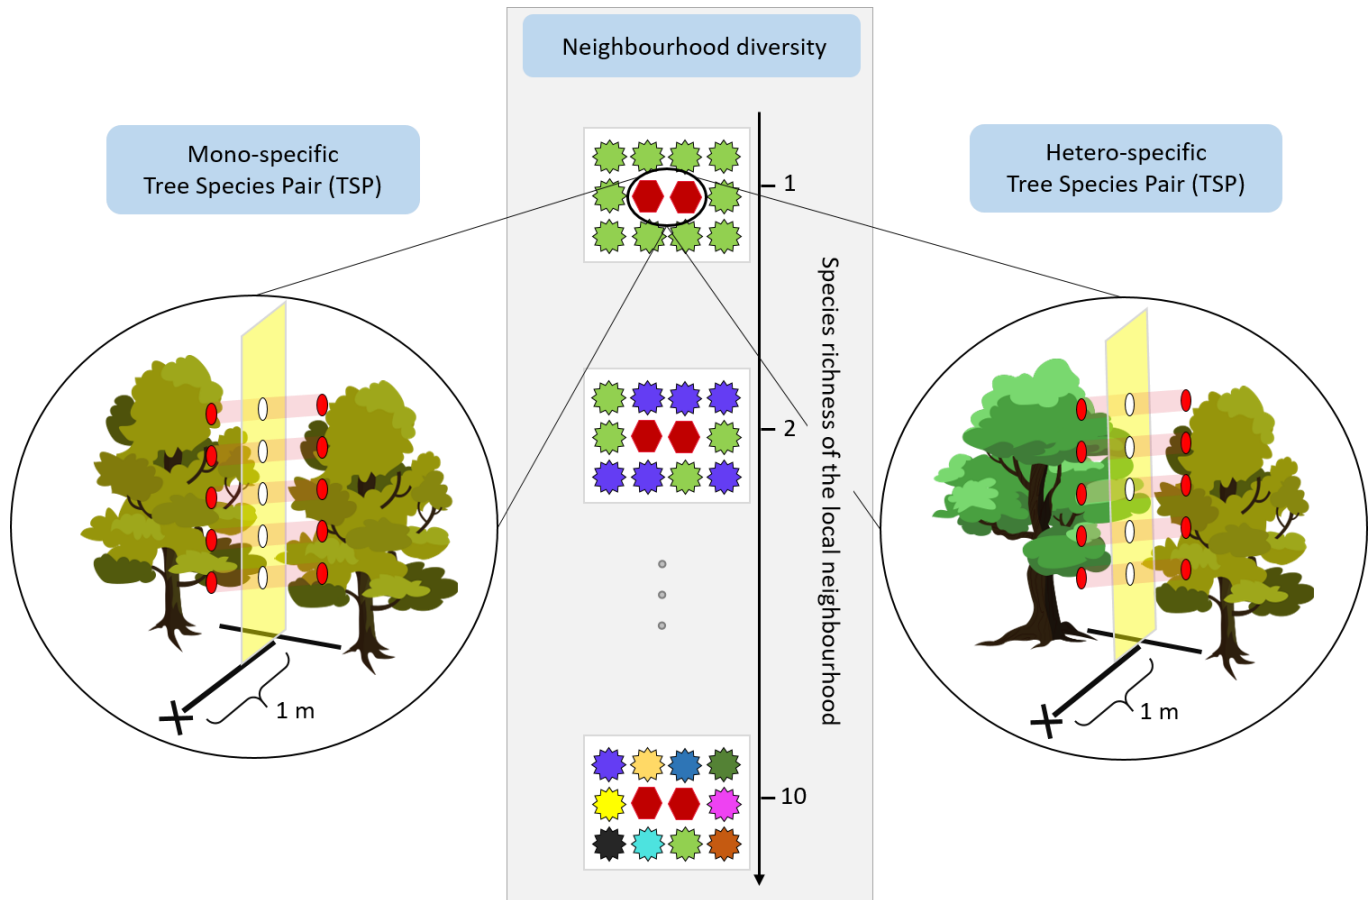 Neighbourhood diversity
Mono-specific
Tree Species Pair (TSP)
Hetero-specific
Tree Species Pair (TSP)
1
2
10
Species richness of the local neighbourhood
1 m
1 m